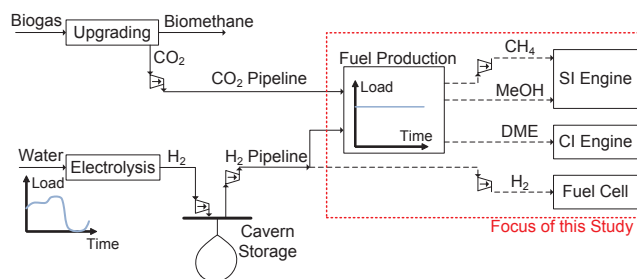 Biogas
Upgrading
Biomethane
CO₂
CO₂ Pipeline
Fuel Production
Load
Time
CH₄
MeOH
SI Engine
DME
CI Engine
Water
Electrolysis
H₂
H₂ Pipeline
H₂
Fuel Cell
Load
Time
Cavern
Storage
Focus of this Study